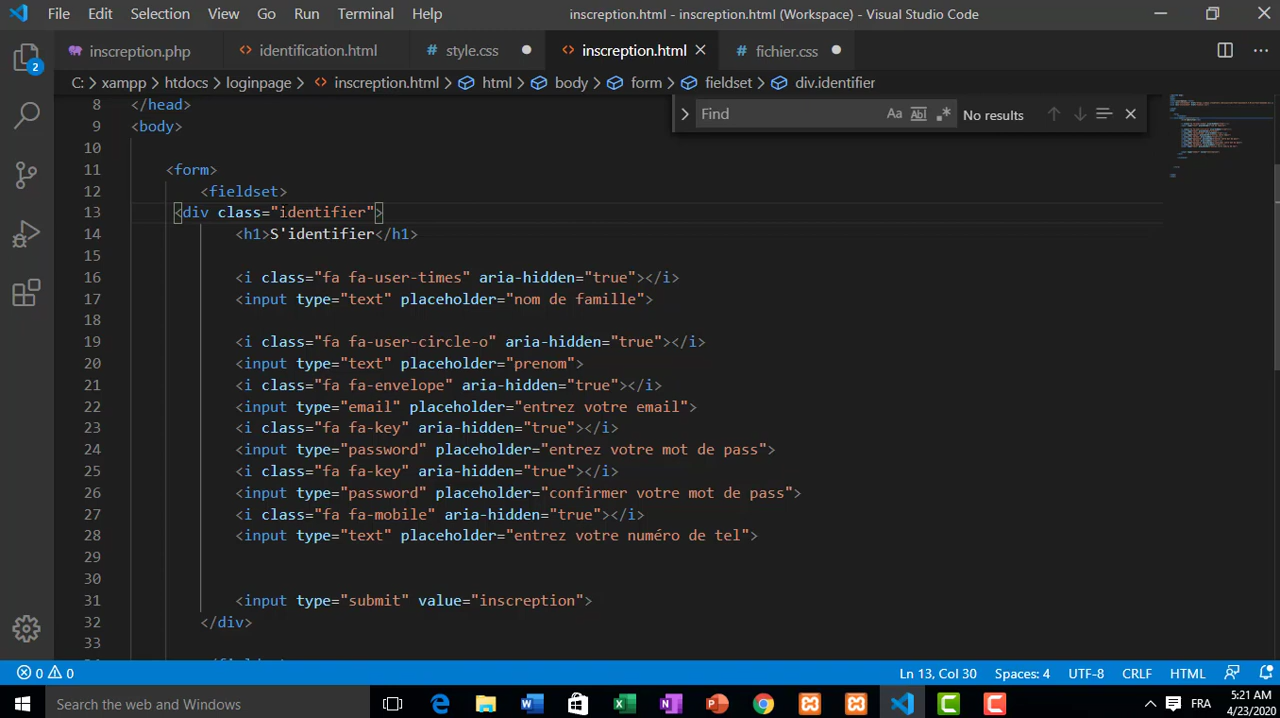 File Edit Selection View Go Run Terminal Help inscreption.html - inscreption.html (Workspace) - Visual Studio Code
inscreption.php identification.html style.css inscreption.html fichier.css
C: > xampp > htdocs > loginpage > inscreption.html > html > body > form > fieldset > div.identifier
Find Aa Abl No results
8 </head>
9 <body>
10
11 <form>
12 <fieldset>
13 <div class="identifier">
14 <h1>S'identifier</h1>
15
16 <i class="fa fa-user-times" aria-hidden="true"></i>
17 <input type="text" placeholder="nom de famille">
18
19 <i class="fa fa-user-circle-o" aria-hidden="true"></i>
20 <input type="text" placeholder="prenom">
21 <i class="fa fa-envelope" aria-hidden="true"></i>
22 <input type="email" placeholder="entrez votre email">
23 <i class="fa fa-key" aria-hidden="true"></i>
24 <input type="password" placeholder="entrez votre mot de pass">
25 <i class="fa fa-key" aria-hidden="true"></i>
26 <input type="password" placeholder="confirmer votre mot de pass">
27 <i class="fa fa-mobile" aria-hidden="true"></i>
28 <input type="text" placeholder="entrez votre numéro de tel">
29
30
31 <input type="submit" value="inscreption">
32 </div>
33
2
0 0 Ln 13, Col 30 Spaces: 4 UTF-8 CRLF HTML
Search the web and Windows FRA 5:21 AM
4/23/2020